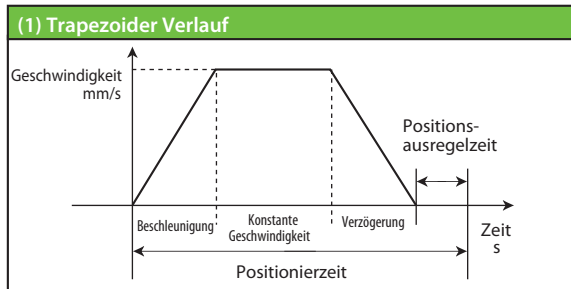 (1) Trapezoider Verlauf
Geschwindigkeit
mm/s
Positions-
ausregelzeit
Beschleunigung
Konstante
Geschwindigkeit
Verzögerung
Zeit
s
Positionierzeit